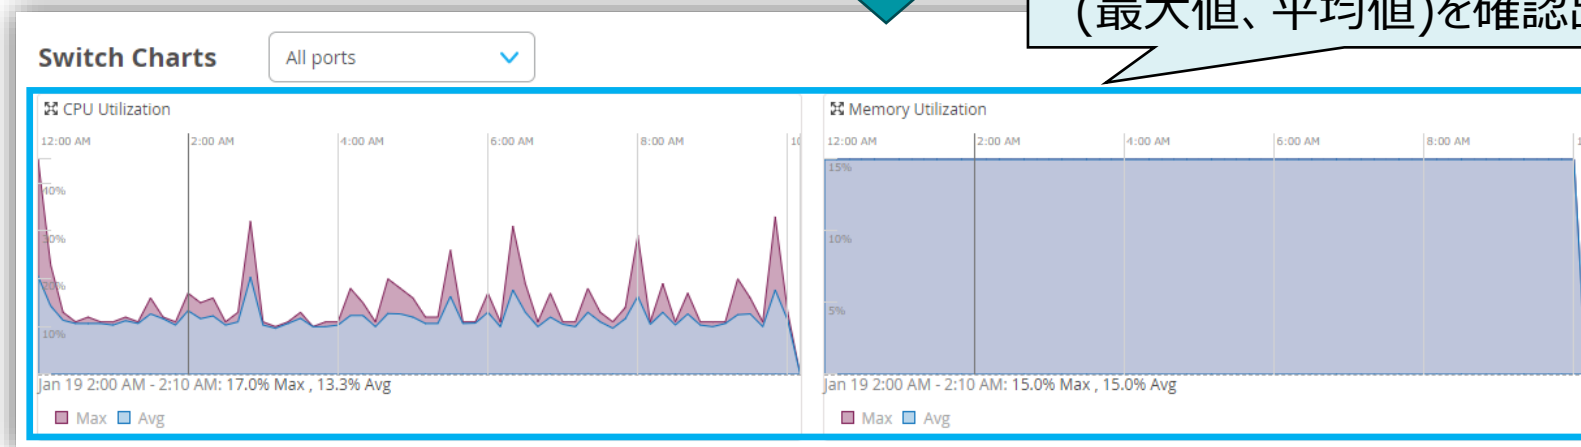 (最大値、平均値)を確認
Switch Charts
All ports
CPU Utilization
12:00 AM 2:00 AM 4:00 AM 6:00 AM 8:00 AM 10
40%
30%
20%
10%
Jan 19 2:00 AM - 2:10 AM: 17.0% Max , 13.3% Avg
Max Avg
Memory Utilization
12:00 AM 2:00 AM 4:00 AM 6:00 AM 8:00 AM 1
15%
10%
5%
Jan 19 2:00 AM - 2:10 AM: 15.0% Max , 15.0% Avg
Max Avg